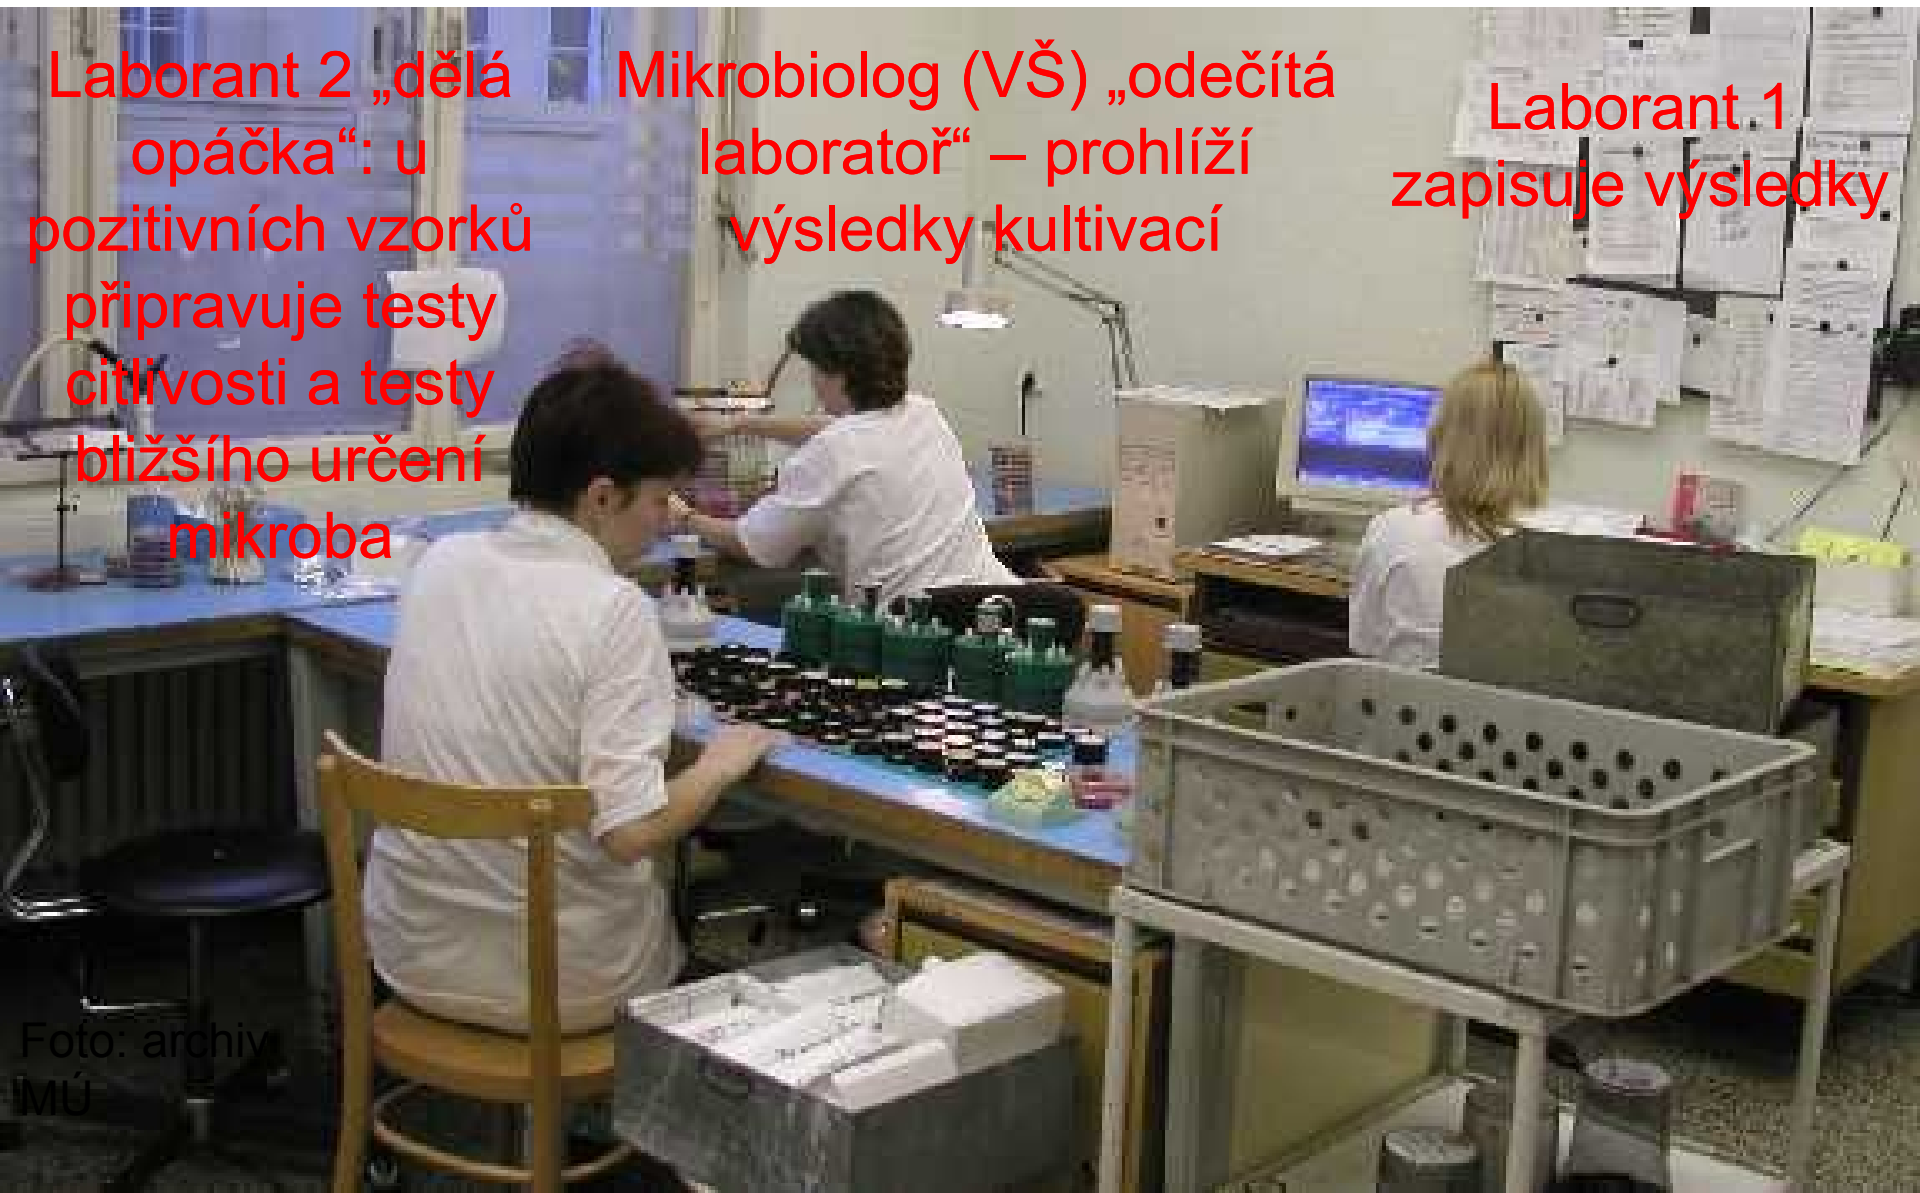 Laborant 2 „dělá
opáčka“: u
pozitivních vzorků
připravuje testy
citlivosti a testy
bližšího určení
mikroba
Mikrobiolog (VŠ) „odečítá
laboratoř“ – prohlíží
výsledky kultivací
Laborant 1
zapisuje výsledky
Foto: archiv
MÚ